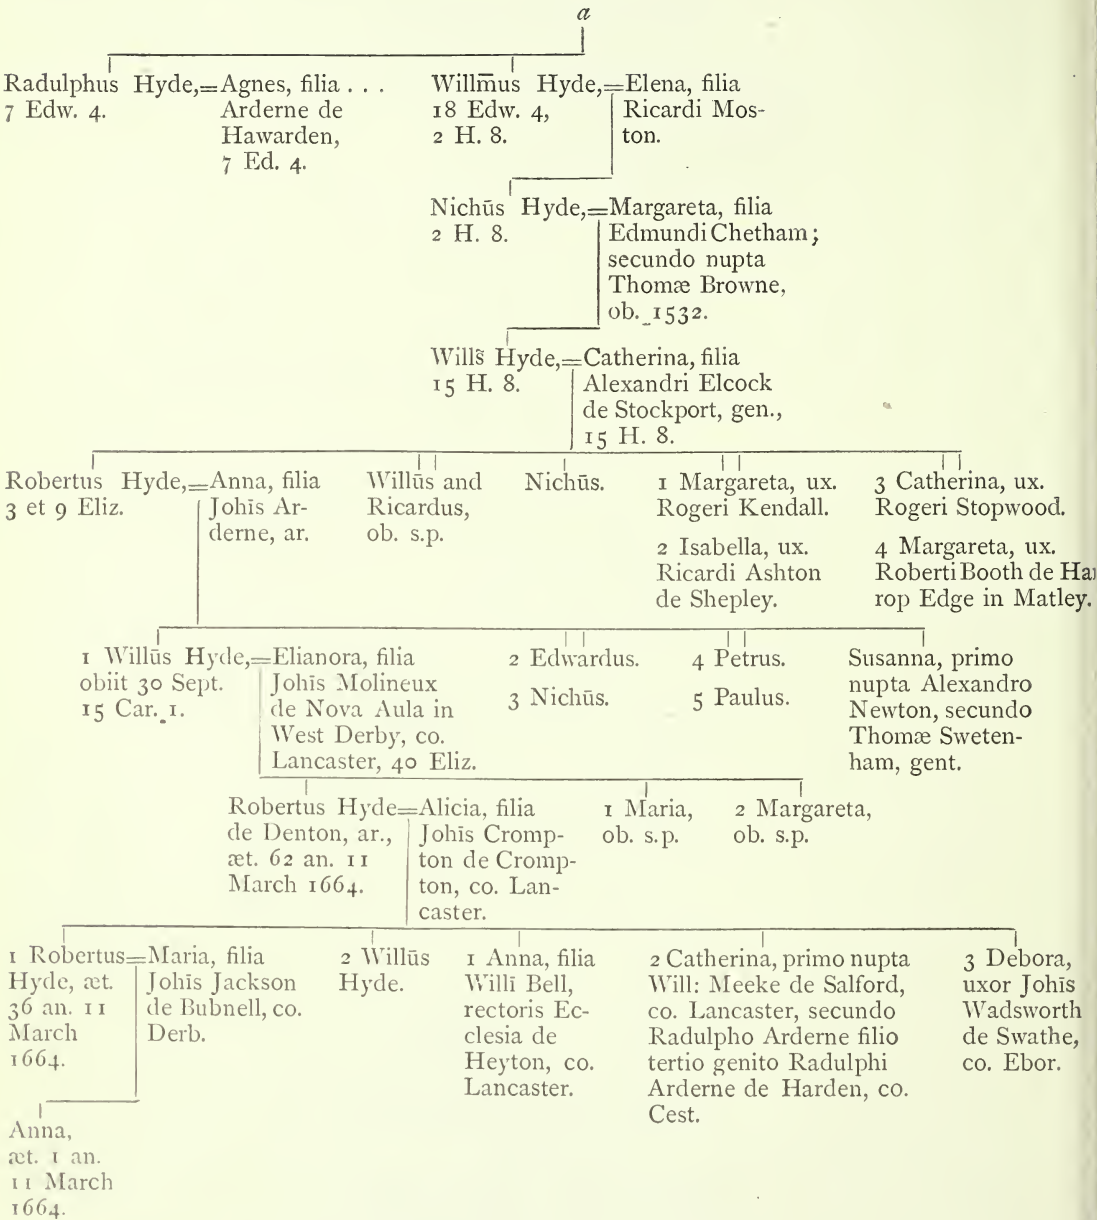 a
Radulphus Hyde,=Agnes, filia . . .
7 Edw. 4.
Arderne de
Hawarden,
7 Ed. 4.
Willm̄us Hyde,=Elena, filia
18 Edw. 4,
2 H. 8.
Ricardi Mos-
ton.
Nichūs Hyde,=Margareta, filia
2 H. 8.
Edmundi Chetham;
secundo nupta
Thomæ Browne,
ob. 1532.
Wills̃ Hyde,=Catherina, filia
15 H. 8.
Alexandri Elcock
de Stockport, gen.,
15 H. 8.
Robertus Hyde,=Anna, filia
3 et 9 Eliz.
Johīs Ar-
derne, ar.
Willūs and
Ricardus,
ob. s.p.
Nichūs.
1 Margareta, ux.
Rogeri Kendall.
2 Isabella, ux.
Ricardi Ashton
de Shepley.
3 Catherina, ux.
Rogeri Stopwood.
4 Margareta, ux.
Roberti Booth de Har
rop Edge in Matley.
1 Willūs Hyde,=Elianora, filia
obiit 30 Sept.
15 Car. 1.
Johīs Molineux
de Nova Aula in
West Derby, co.
Lancaster, 40 Eliz.
2 Edwardus.
3 Nichūs.
4 Petrus.
5 Paulus.
Susanna, primo
nupta Alexandro
Newton, secundo
Thomæ Sweten-
ham, gent.
Robertus Hyde=Alicia, filia
de Denton, ar.,
æt. 62 an. 11
March 1664.
Johīs Cromp-
ton de Cromp-
ton, co. Lan-
caster.
1 Maria,
ob. s.p.
2 Margareta,
ob. s.p.
1 Robertus=Maria, filia
Hyde, æt.
36 an. 11
March
1664.
Johīs Jackson
de Bubnell, co.
Derb.
2 Willūs
Hyde.
1 Anna, filia
Willī Bell,
rectoris Ec-
clesia de
Heyton, co.
Lancaster.
2 Catherina, primo nupta
Will: Meeke de Salford,
co. Lancaster, secundo
Radulpho Arderne filio
tertio genito Radulphi
Arderne de Harden, co.
Cest.
3 Debora,
uxor Johīs
Wadsworth
de Swathe,
co. Ebor.
Anna,
æt. 1 an.
11 March
1664.